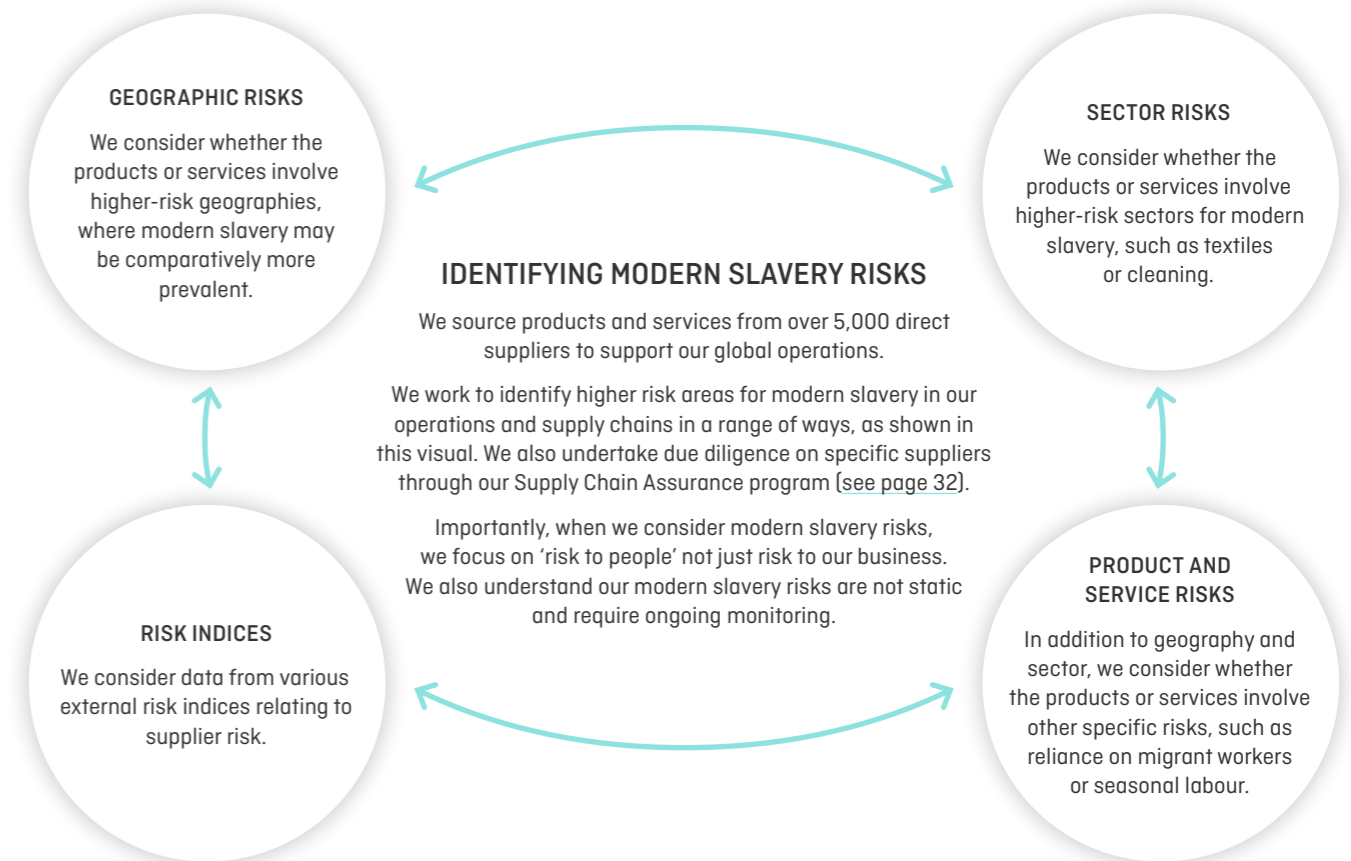 GEOGRAPHIC RISKS
We consider whether the
products or services involve
higher-risk geographies,
where modern slavery may
be comparatively more
prevalent.
SECTOR RISKS
We consider whether the
products or services involve
higher-risk sectors for modern
slavery, such as textiles
or cleaning.
IDENTIFYING MODERN SLAVERY RISKS
We source products and services from over 5,000 direct
suppliers to support our global operations.
We work to identify higher risk areas for modern slavery in our
operations and supply chains in a range of ways, as shown in
this visual. We also undertake due diligence on specific suppliers
through our Supply Chain Assurance program (see page 32).
Importantly, when we consider modern slavery risks,
we focus on ‘risk to people’ not just risk to our business.
We also understand our modern slavery risks are not static
and require ongoing monitoring.
RISK INDICES
We consider data from various
external risk indices relating to
supplier risk.
PRODUCT AND
SERVICE RISKS
In addition to geography and
sector, we consider whether
the products or services involve
other specific risks, such as
reliance on migrant workers
or seasonal labour.